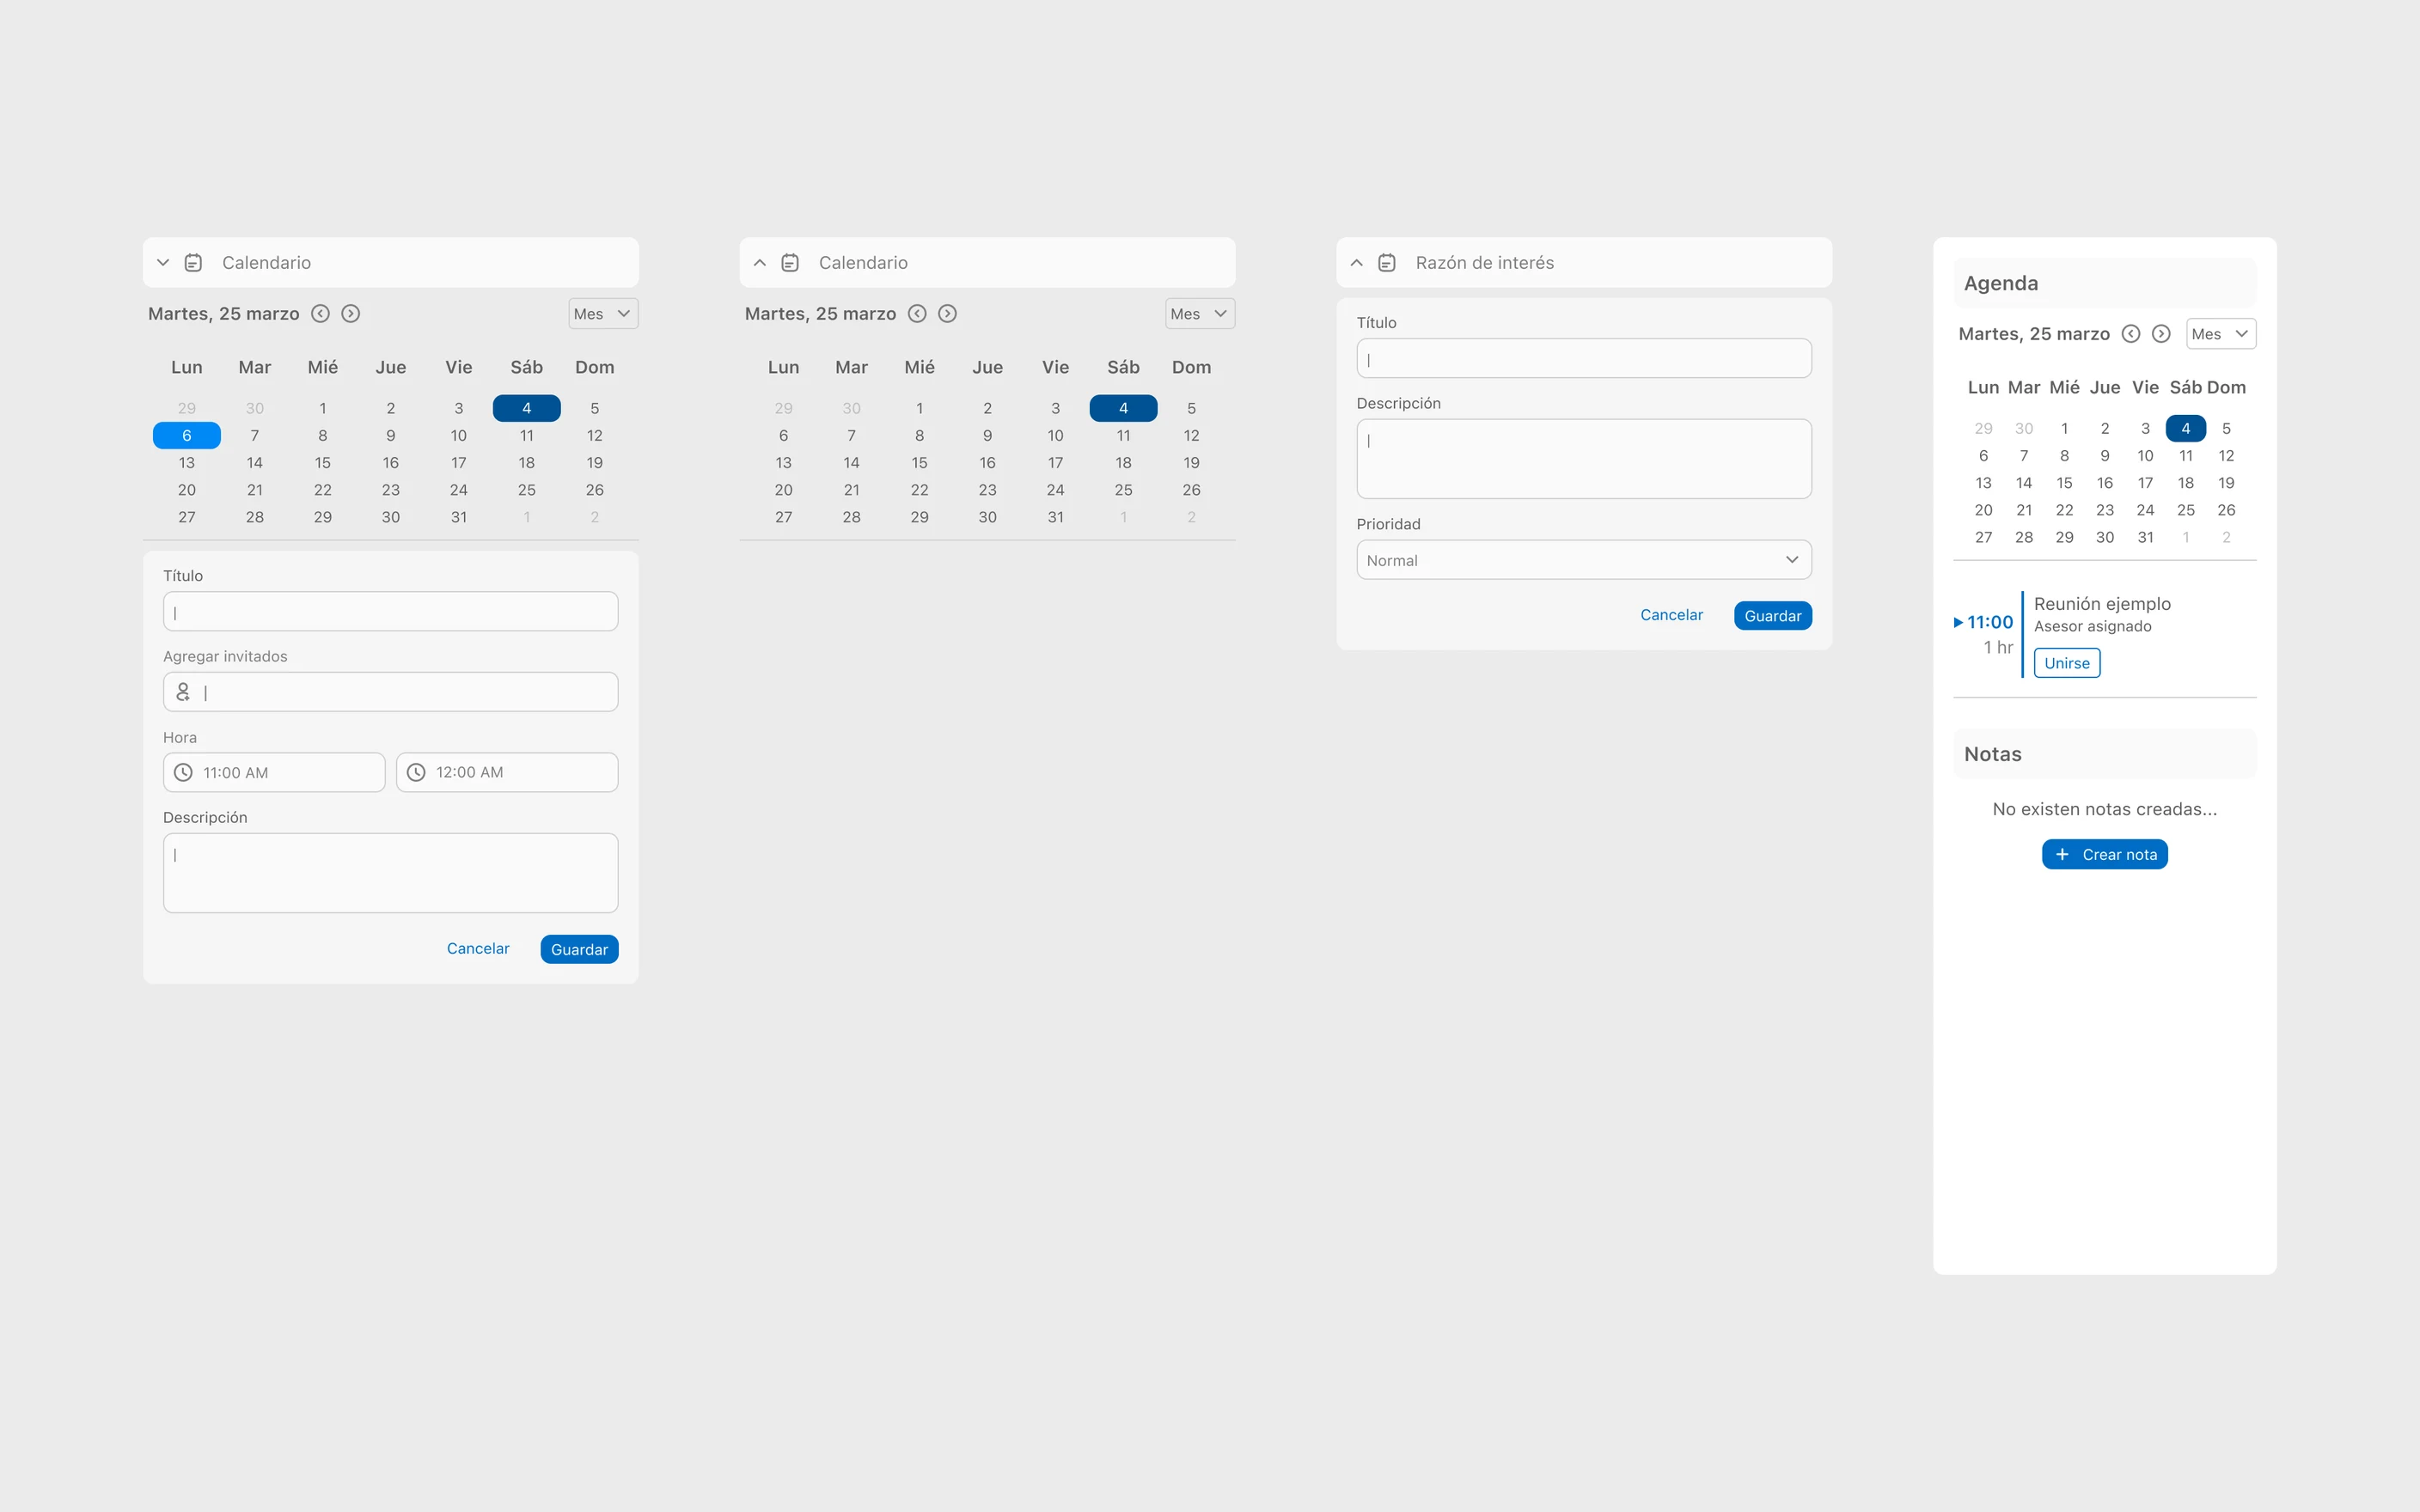 Calendario
Martes, 25 marzo Mes
Lun Mar Mié Jue Vie Sáb Dom
29 30 1 2 3 4 5
6 7 8 9 10 11 12
13 14 15 16 17 18 19
20 21 22 23 24 25 26
27 28 29 30 31 1 2
Título
Agregar invitados
Hora
11:00 AM 12:00 AM
Descripción
Cancelar Guardar
Calendario
Martes, 25 marzo Mes
Lun Mar Mié Jue Vie Sáb Dom
29 30 1 2 3 4 5
6 7 8 9 10 11 12
13 14 15 16 17 18 19
20 21 22 23 24 25 26
27 28 29 30 31 1 2
Razón de interés
Título
Descripción
Prioridad
Normal
Cancelar Guardar
Agenda
Martes, 25 marzo Mes
Lun Mar Mié Jue Vie Sáb Dom
29 30 1 2 3 4 5
6 7 8 9 10 11 12
13 14 15 16 17 18 19
20 21 22 23 24 25 26
27 28 29 30 31 1 2
11:00
1 hr
Reunión ejemplo
Asesor asignado
Unirse
Notas
No existen notas creadas...
+ Crear nota